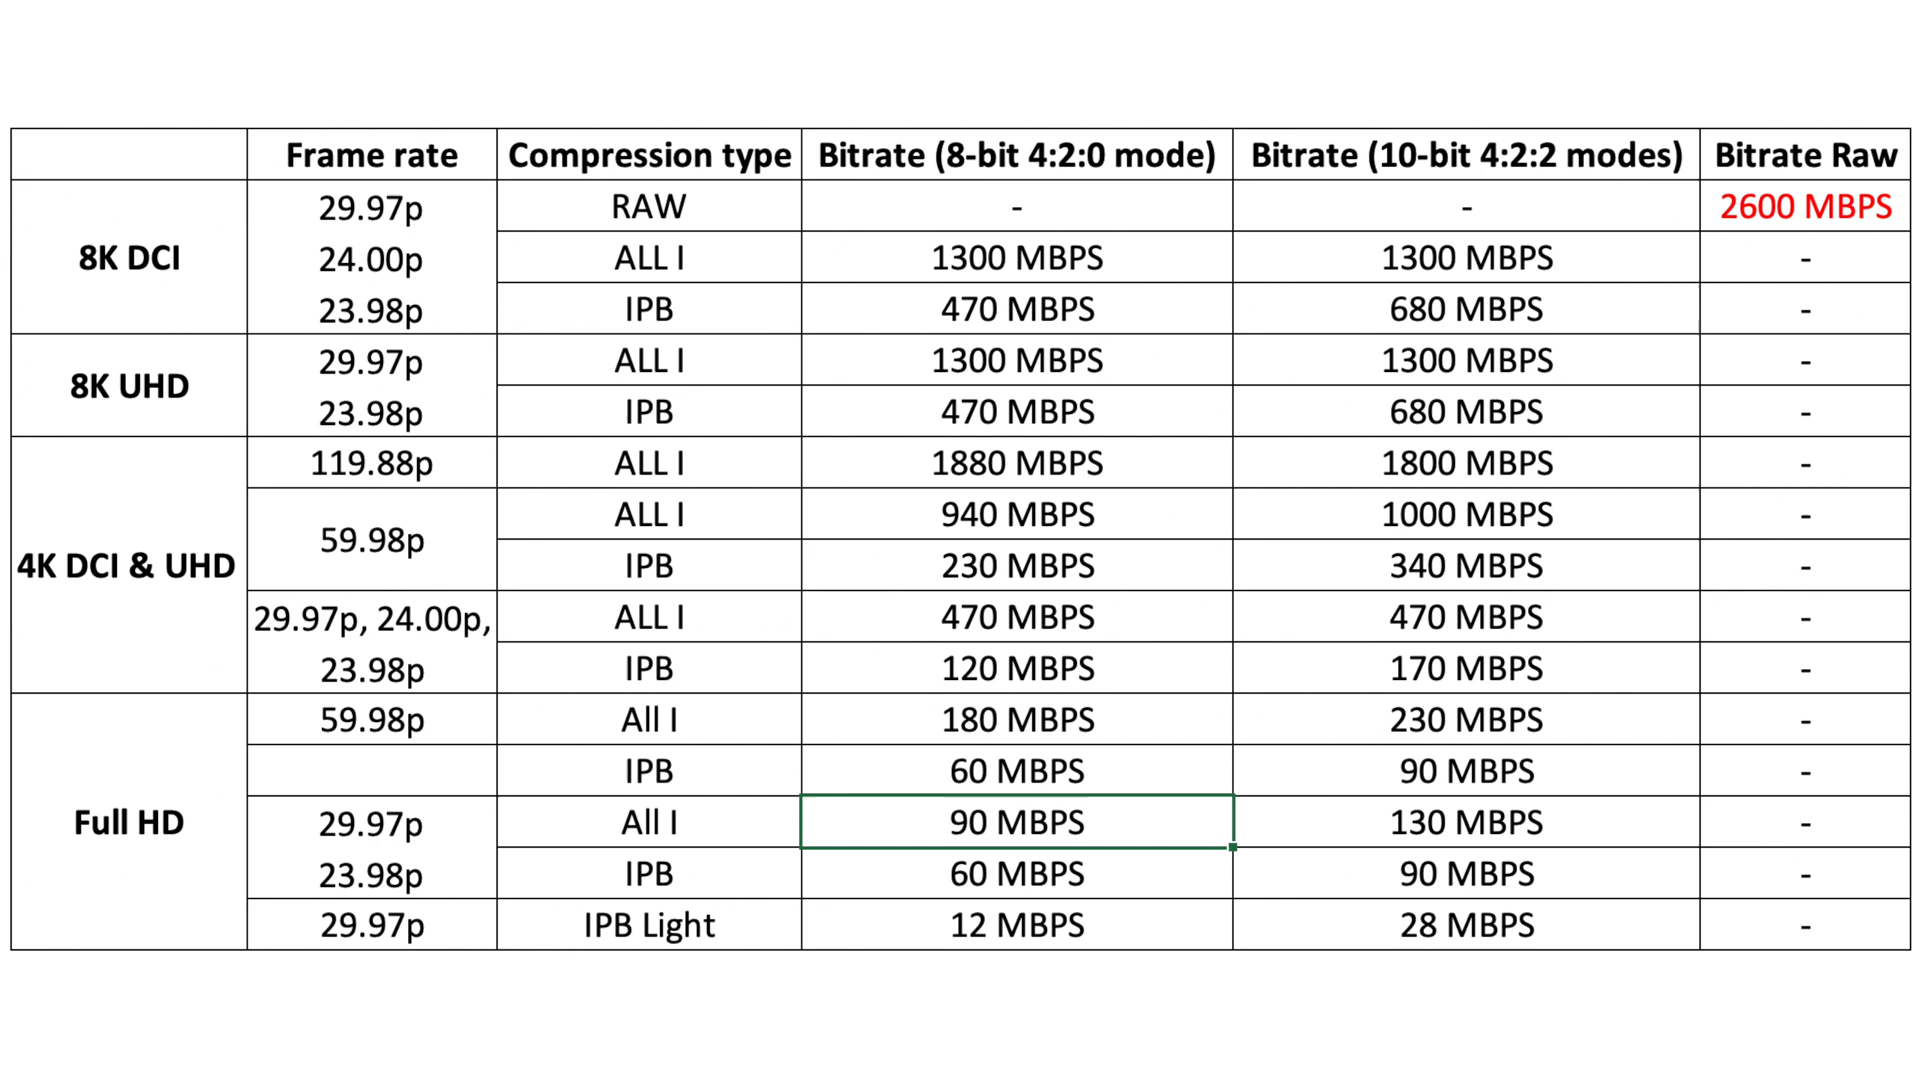 Frame rate Compression type Bitrate (8-bit 4:2:0 mode) Bitrate (10-bit 4:2:2 modes) Bitrate Raw
8K DCI
29.97p RAW - - 2600 MBPS
24.00p ALL I 1300 MBPS 1300 MBPS -
23.98p IPB 470 MBPS 680 MBPS -
8K UHD
29.97p ALL I 1300 MBPS 1300 MBPS -
23.98p IPB 470 MBPS 680 MBPS -
4K DCI & UHD
119.88p ALL I 1880 MBPS 1800 MBPS -
59.98p
ALL I 940 MBPS 1000 MBPS -
IPB 230 MBPS 340 MBPS -
29.97p, 24.00p, ALL I 470 MBPS 470 MBPS -
23.98p IPB 120 MBPS 170 MBPS -
Full HD
59.98p All I 180 MBPS 230 MBPS -
IPB 60 MBPS 90 MBPS -
29.97p All I 90 MBPS 130 MBPS -
23.98p IPB 60 MBPS 90 MBPS -
29.97p IPB Light 12 MBPS 28 MBPS -